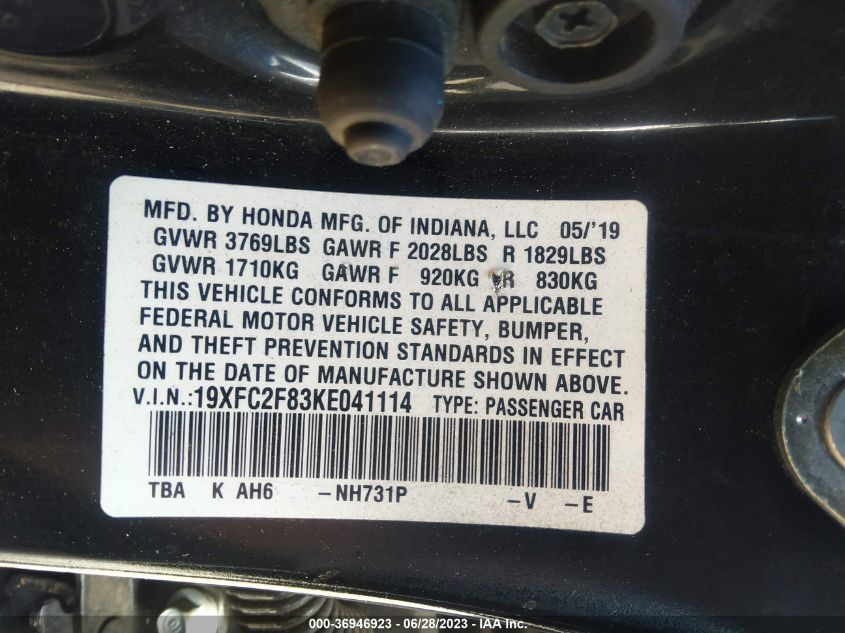 MFD. BY HONDA MFG. OF INDIANA, LLC 05/'19
GVWR 3769LBS GAWR F 2028LBS R 1829LBS
GVWR 1710KG GAWR F 920KG R 830KG
THIS VEHICLE CONFORMS TO ALL APPLICABLE
FEDERAL MOTOR VEHICLE SAFETY, BUMPER,
AND THEFT PREVENTION STANDARDS IN EFFECT
ON THE DATE OF MANUFACTURE SHOWN ABOVE.
V.I.N.:19XFC2F83KE041114 TYPE: PASSENGER CAR
TBA K AH6 -NH731P -V -E
000-36946923 - 06/28/2023 - IAA Inc.